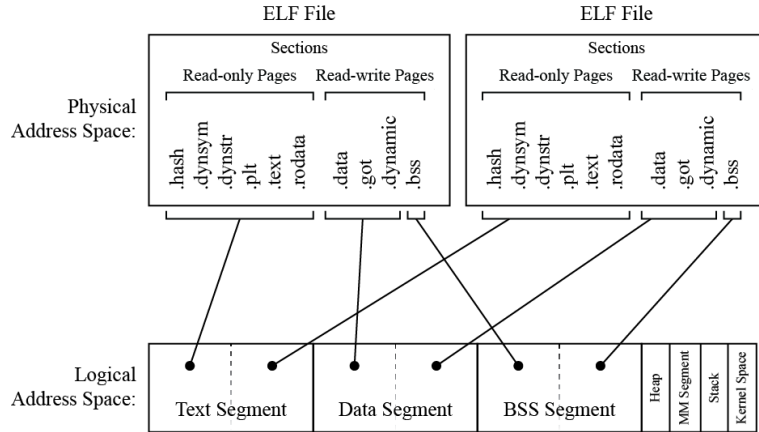 ELF File
ELF File
Sections
Sections
Read-only Pages
Read-write Pages
Read-only Pages
Read-write Pages
Physical
Address Space:
.hash
.dynsym
.dynstr
.plt
.text
.rodata
.data
.got
.dynamic
.bss
.hash
.dynsym
.dynstr
.plt
.text
.rodata
.data
.got
.dynamic
.bss
Logical
Address Space:
Text Segment
Data Segment
BSS Segment
Heap
MM Segment
Stack
Kernel Space